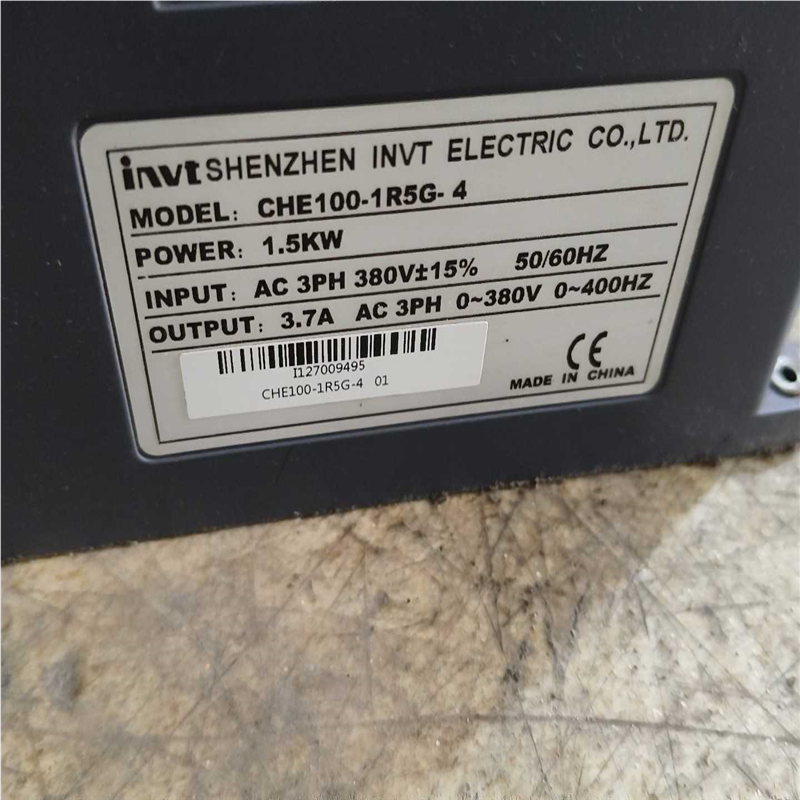 invt SHENZHEN INVT ELECTRIC CO.,LTD.
MODEL: CHE100-1R5G- 4
POWER: 1.5KW
INPUT: AC 3PH 380V±15% 50/60HZ
OUTPUT: 3.7A AC 3PH 0~380V 0~400HZ
I127009495
CHE100-1R5G-4 01
CE
MADE IN CHINA